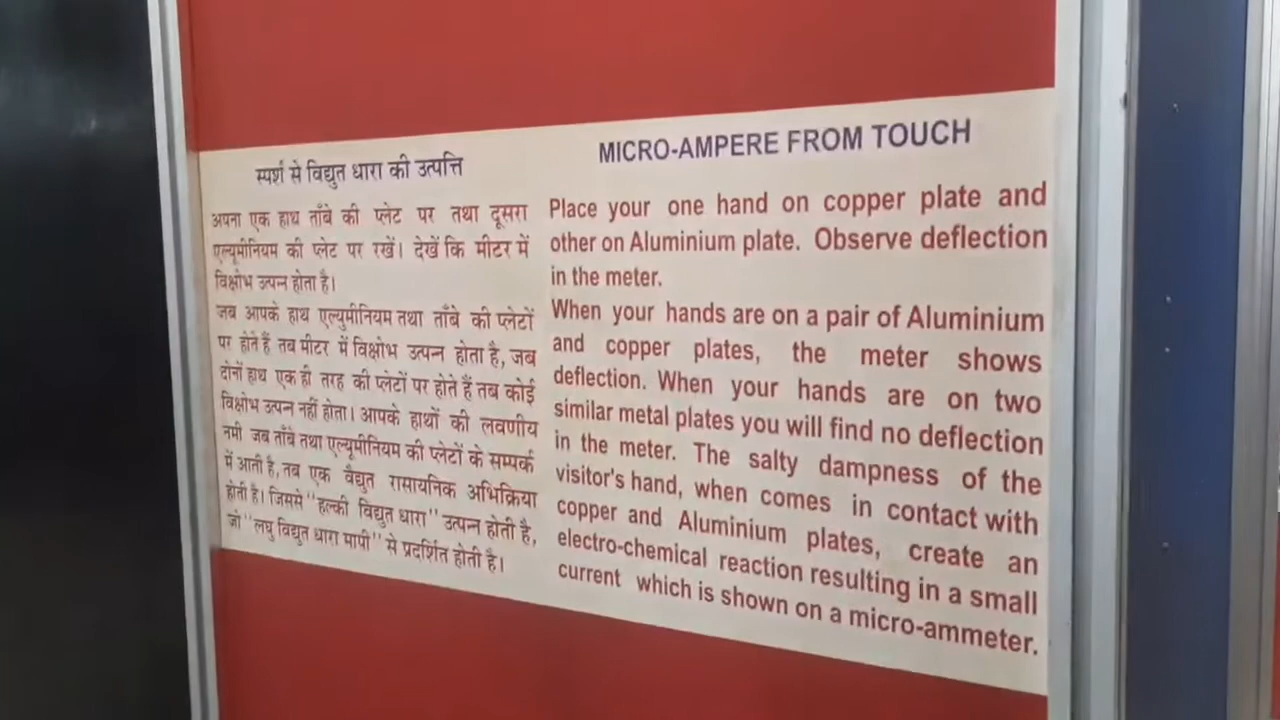 स्पर्श से विद्युत धारा की उत्पत्ति
अपना एक हाथ ताँबे की प्लेट पर तथा दूसरा
एल्यूमीनियम की प्लेट पर रखें। देखें कि मीटर में
विक्षोभ उत्पन्न होता है।
जब आपके हाथ एल्युमीनियम तथा ताँबे की प्लेटों
पर होते हैं तब मीटर में विक्षोभ उत्पन्न होता है, जब
दोनों हाथ एक ही तरह की प्लेटों पर होते हैं तब कोई
विक्षोभ उत्पन्न नहीं होता। आपके हाथों की लवणीय
नमी जब ताँबे तथा एल्यूमीनियम की प्लेटों के सम्पर्क
में आती है, तब एक वैद्युत रासायनिक अभिक्रिया
होती है। जिससे "हल्की विद्युत धारा" उत्पन्न होती है,
जो "लघु विद्युत धारा मापी" से प्रदर्शित होती है।
MICRO-AMPERE FROM TOUCH
Place your one hand on copper plate and
other on Aluminium plate. Observe deflection
in the meter.
When your hands are on a pair of Aluminium
and copper plates, the meter shows
deflection. When your hands are on two
similar metal plates you will find no deflection
in the meter. The salty dampness of the
visitor's hand, when comes in contact with
copper and Aluminium plates, create an
electro-chemical reaction resulting in a small
current which is shown on a micro-ammeter.